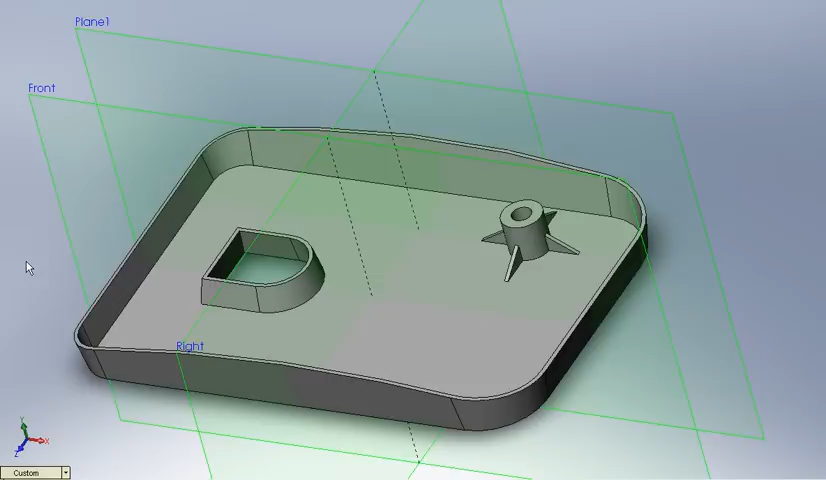 Plane1
Front
Right
Y
X
Z
Custom